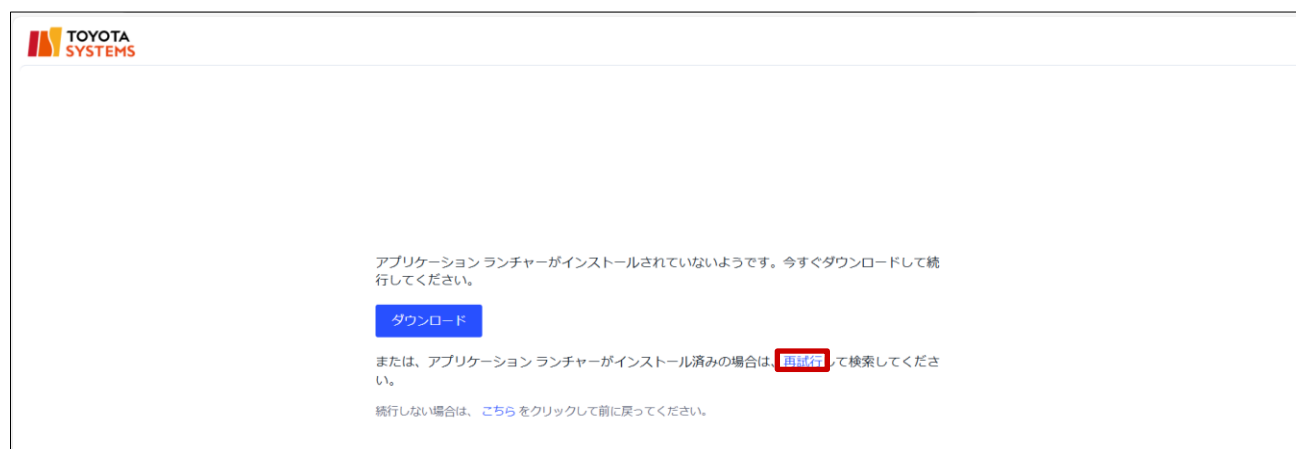 TOYOTA
SYSTEMS
アプリケーション ランチャーがインストールされていないようです。今すぐダウンロードして続
行してください。
ダウンロード
または、アプリケーション ランチャーがインストール済みの場合は、再試行して検索してくださ
い。
続行しない場合は、 こちら をクリックして前に戻ってください。